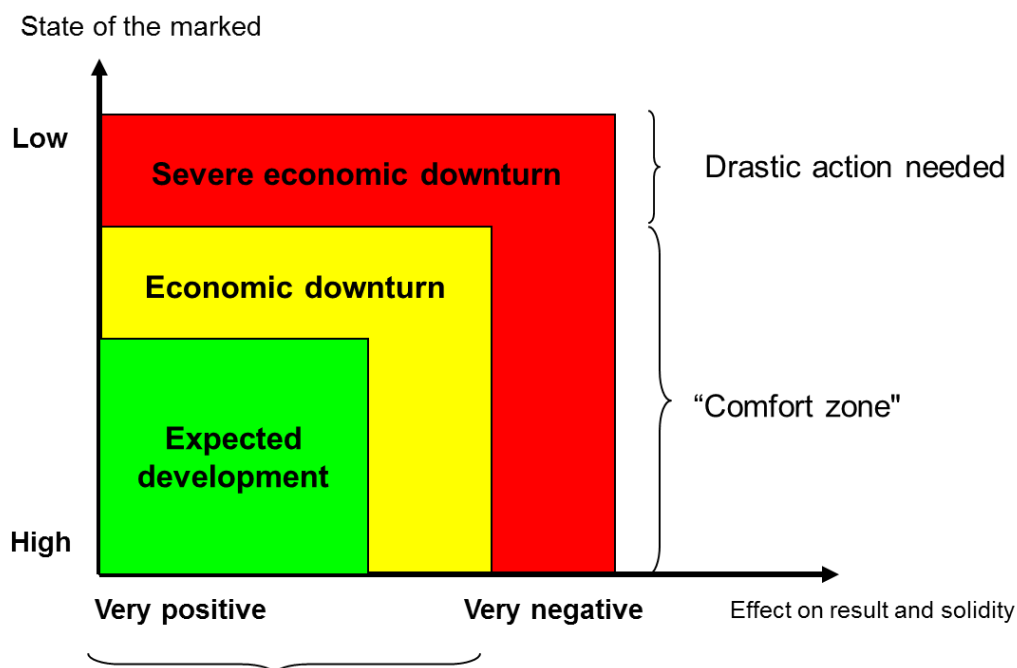 State of the marked
Low
Severe economic downturn
Drastic action needed
Economic downturn
“Comfort zone"
Expected
development
High
Very positive
Very negative
Effect on result and solidity